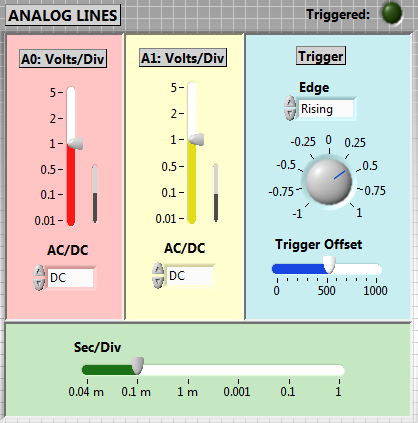 ANALOG LINES Triggered:
A0: Volts/Div A1: Volts/Div Trigger
5
2
1
0.5
0.1
0.01
AC/DC
DC
5
2
1
0.5
0.1
0.01
AC/DC
DC
Edge
Rising
-1 -0.75 -0.5 -0.25 0 0.25 0.5 0.75 1
Trigger Offset
0 500 1000
Sec/Div
0.04 m 0.1 m 1 m 0.001 0.1 1